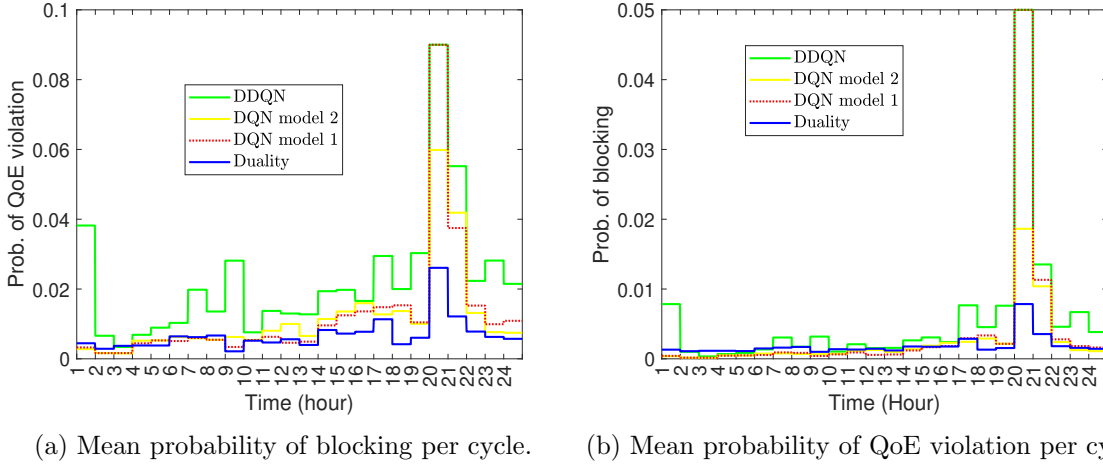 0.1
0.08
0.06
0.04
0.02
0
Prob. of QoE violation
DDQN
DQN model 2
DQN model 1
Duality
1 2 3 4 5 6 7 8 9 10 11 12 13 14 15 16 17 18 19 20 21 22 23 24
Time (hour)
(a) Mean probability of blocking per cycle.
0.05
0.04
0.03
0.02
0.01
0
Prob. of blocking
DDQN
DQN model 2
DQN model 1
Duality
1 2 3 4 5 6 7 8 9 10 11 12 13 14 15 16 17 18 19 20 21 22 23 24
Time (Hour)
(b) Mean probability of QoE violation per cy